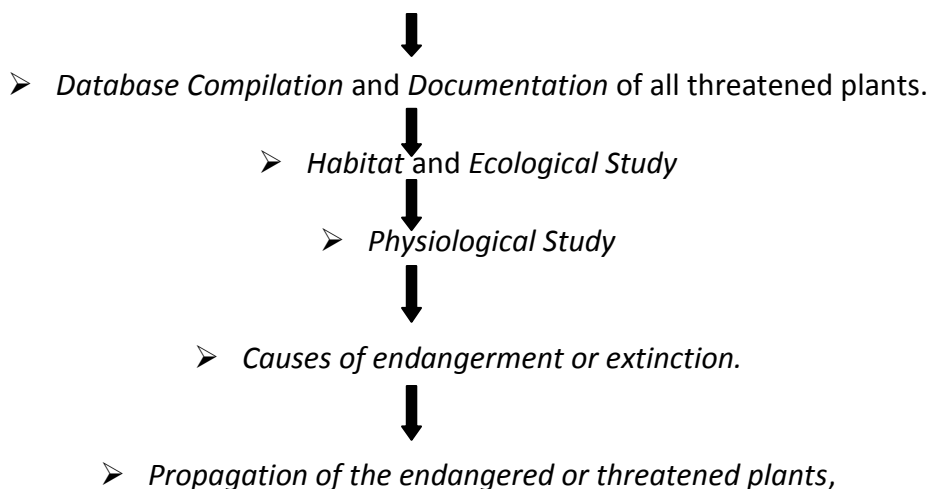 ➢ Database Compilation and Documentation of all threatened plants.
➢ Habitat and Ecological Study
➢ Physiological Study
➢ Causes of endangerment or extinction.
➢ Propagation of the endangered or threatened plants,